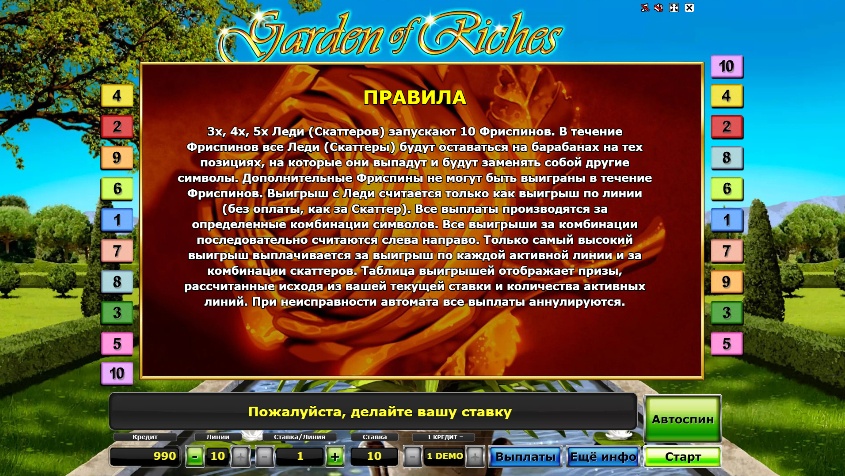 Garden of Riches
10
4
4
2
2
9
8
6
6
1
1
7
7
8
9
3
3
5
5
10
ПРАВИЛА
3x, 4x, 5x Леди (Скаттеров) запускают 10 Фриспинов. В течение
Фриспинов все Леди (Скаттеры) будут оставаться на барабанах на тех
позициях, на которые они выпадут и будут заменять собой другие
символы. Дополнительные Фриспины не могут быть выиграны в течение
Фриспинов. Выигрыш с Леди считается только как выигрыш по линии
(без оплаты, как за Скаттер). Все выплаты производятся за
определенные комбинации символов. Все выигрыши за комбинации
последовательно считаются слева направо. Только самый высокий
выигрыш выплачивается за выигрыш по каждой активной линии и за
комбинации скаттеров. Таблица выигрышей отображает призы,
рассчитанные исходя из вашей текущей ставки и количества активных
линий. При неисправности автомата все выплаты аннулируются.
Пожалуйста, делайте вашу ставку
Автоспин
Кредит Линии Ставка/Линия Ставка 1 КРЕДИТ =
990 - 10 + - 1 + 10 - 1 DEMO + Выплаты Ещё инфо Старт